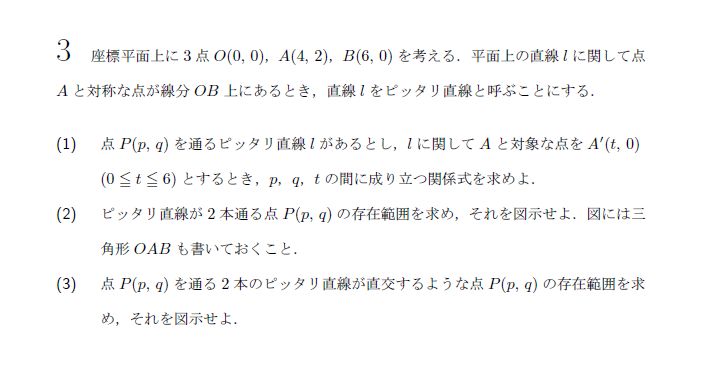 3 座標平面上に 3 点 O(0, 0), A(4, 2), B(6, 0) を考える.平面上の直線 l に関して点
A と対称な点が線分 OB 上にあるとき,直線 l をピッタリ直線と呼ぶことにする.
(1) 点 P(p, q) を通るピッタリ直線 l があるとし,l に関して A と対象な点を A′(t, 0)
(0 ≦ t ≦ 6) とするとき,p, q, t の間に成り立つ関係式を求めよ.
(2) ピッタリ直線が 2 本通る点 P(p, q) の存在範囲を求め,それを図示せよ.図には三
角形 OAB も書いておくこと.
(3) 点 P(p, q) を通る 2 本のピッタリ直線が直交するような点 P(p, q) の存在範囲を求
め,それを図示せよ.